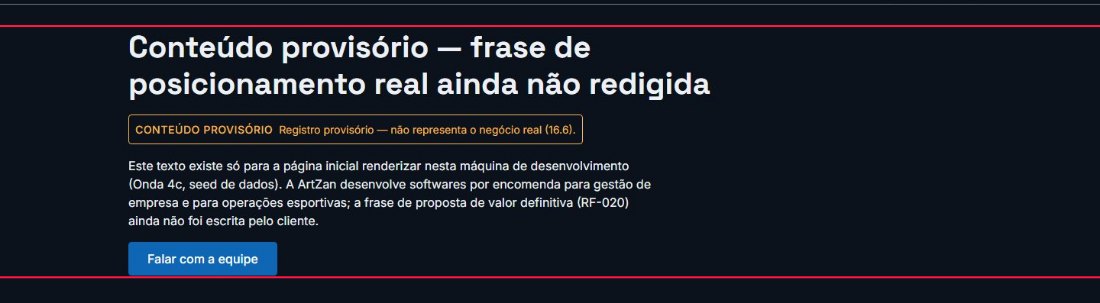 Conteúdo provisório — frase de
posicionamento real ainda não redigida
CONTEÚDO PROVISÓRIO Registro provisório — não representa o negócio real (16.6).
Este texto existe só para a página inicial renderizar nesta máquina de desenvolvimento
(Onda 4c, seed de dados). A ArtZan desenvolve softwares por encomenda para gestão de
empresa e para operações esportivas; a frase de proposta de valor definitiva (RF-020)
ainda não foi escrita pelo cliente.
Falar com a equipe